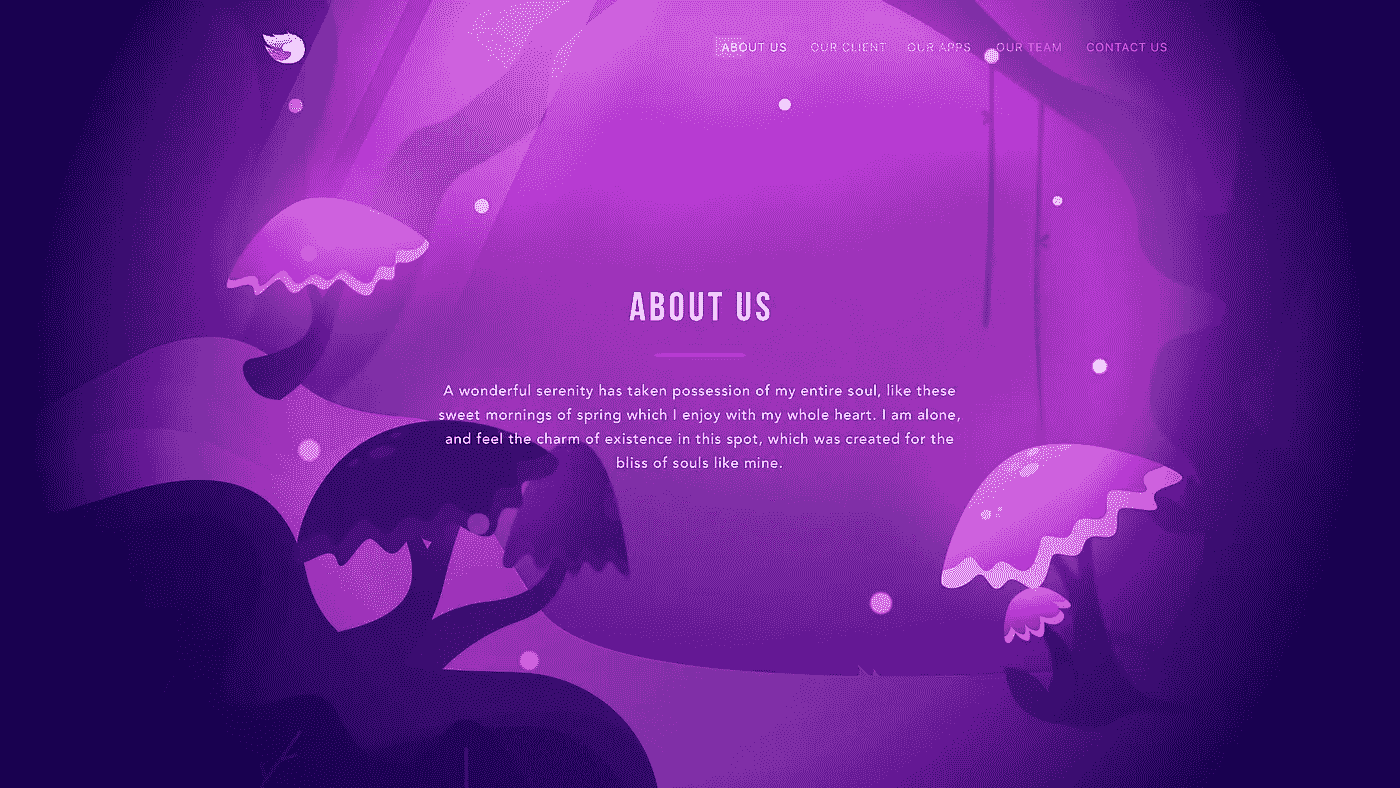 ABOUT US OUR CLIENT OUR APPS OUR TEAM CONTACT US
ABOUT US
A wonderful serenity has taken possession of my entire soul, like these
sweet mornings of spring which I enjoy with my whole heart. I am alone,
and feel the charm of existence in this spot, which was created for the
bliss of souls like mine.